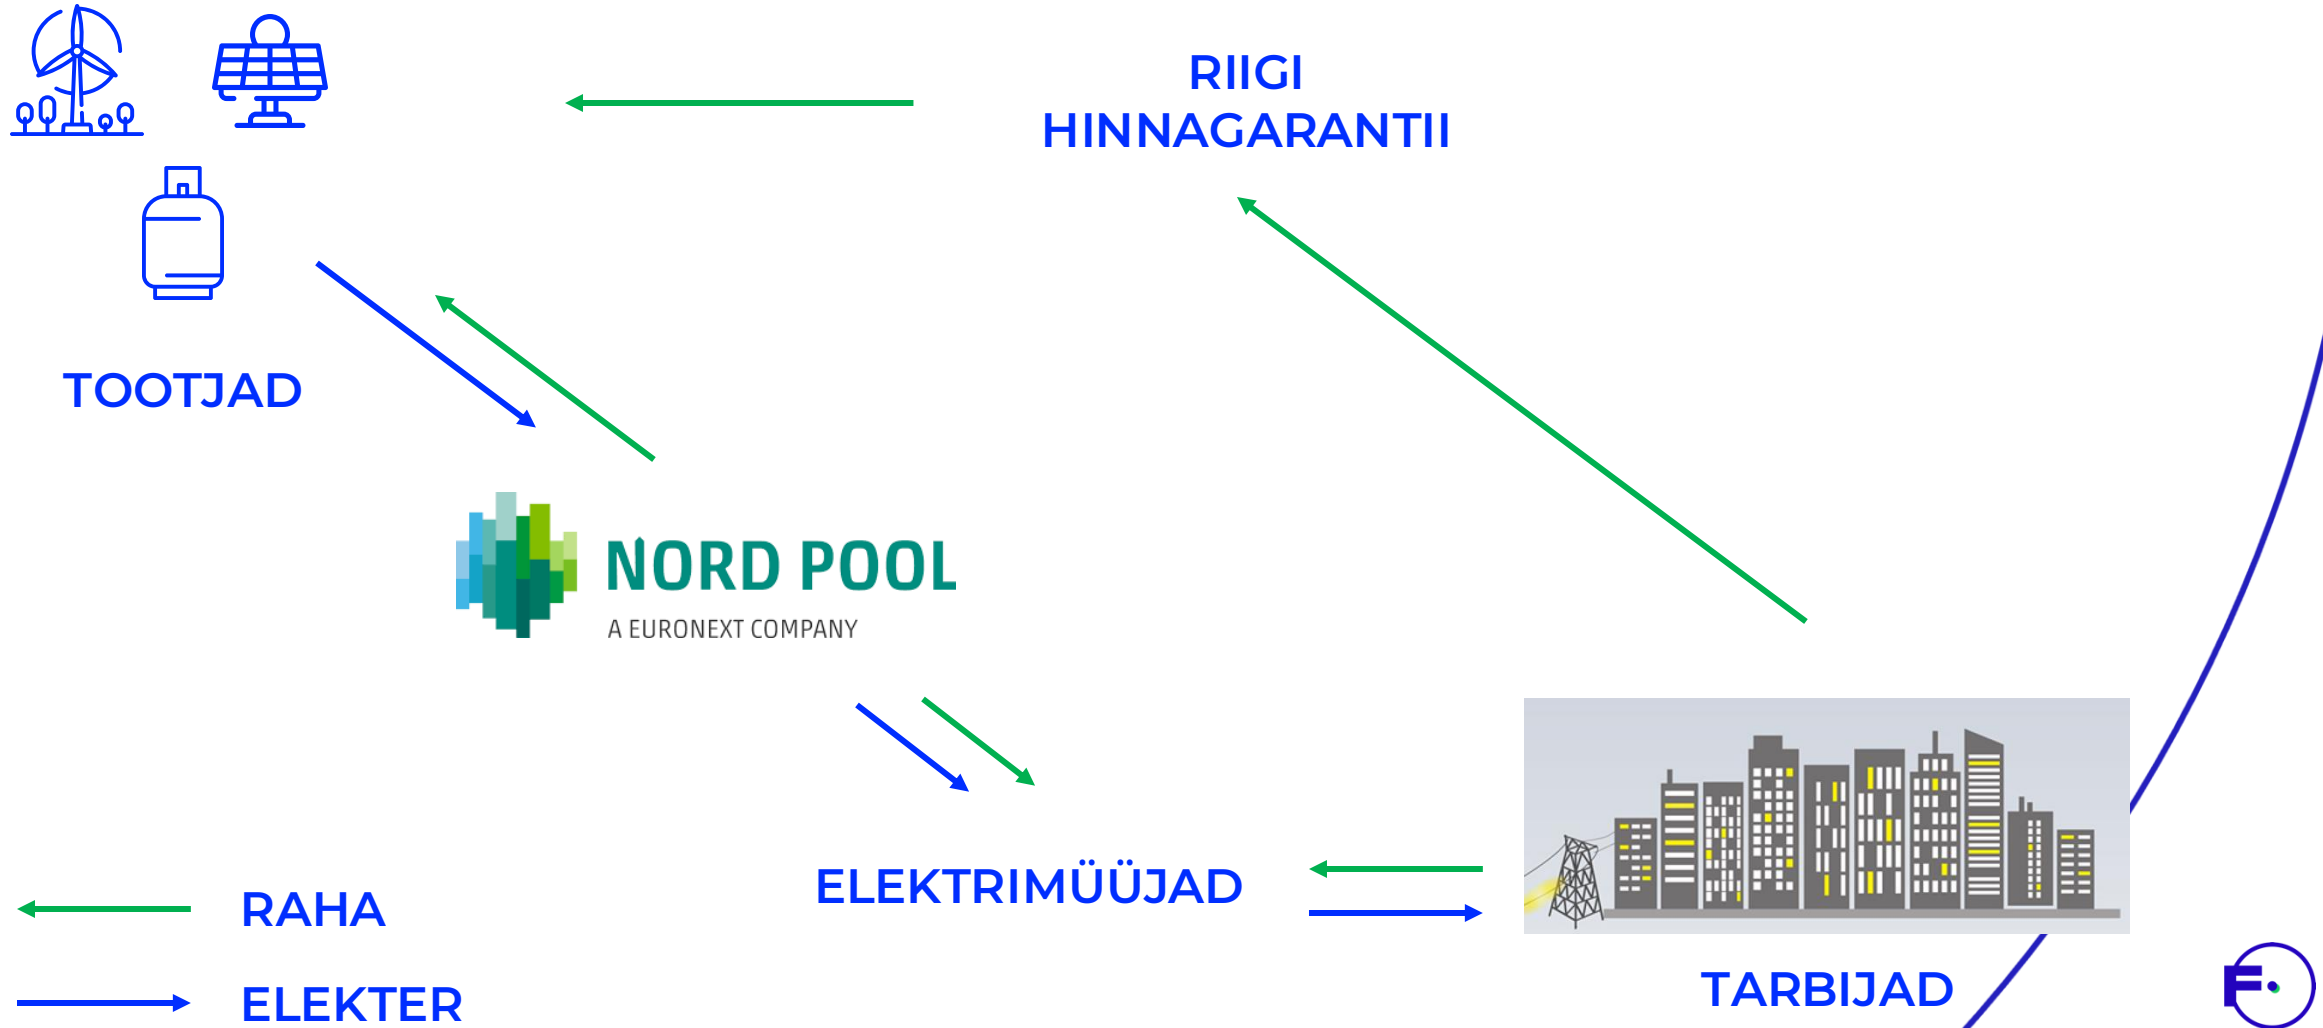 RIIGI
HINNAGARANTII
TOOTJAD
NORD POOL
A EURONEXT COMPANY
ELEKTRIMÜÜJAD
RAHA
ELEKTER
TARBIJAD
F